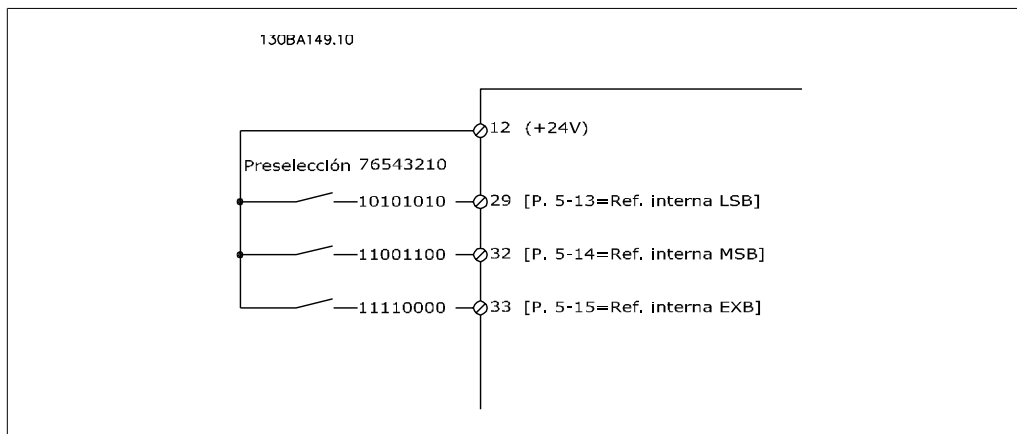 130BA149.10
12 (+24V)
Preselección 76543210
10101010 29 [P. 5-13=Ref. interna LSB]
11001100 32 [P. 5-14=Ref. interna MSB]
11110000 33 [P. 5-15=Ref. interna EXB]